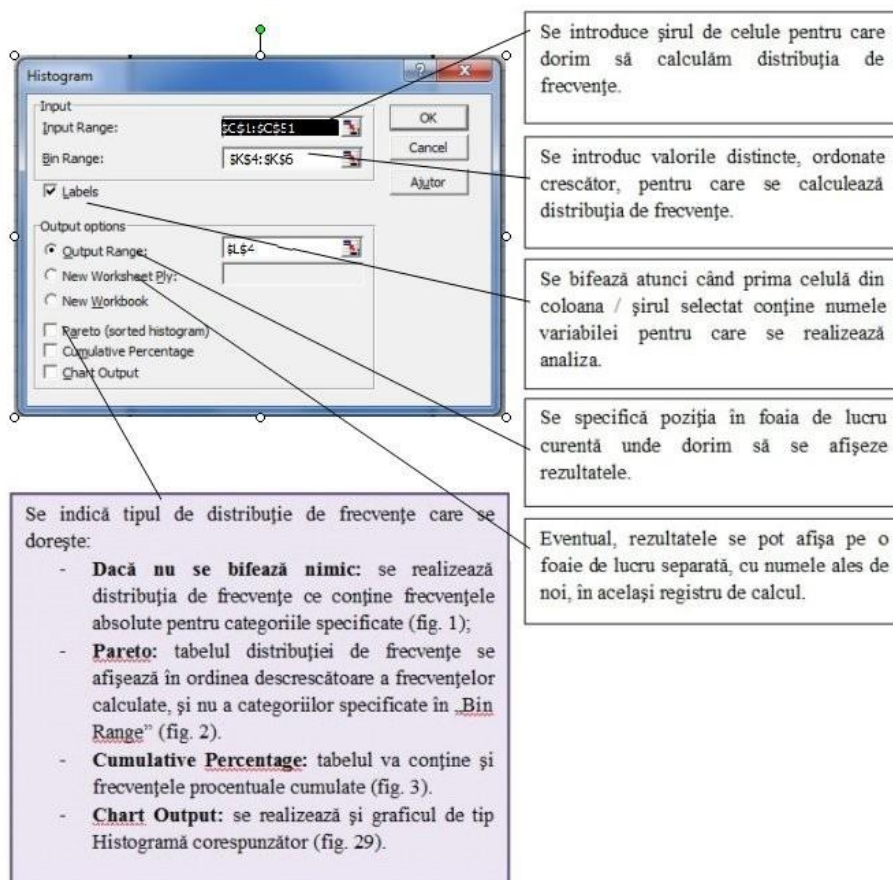 Histogram
Input
Input Range:
$C$1:$C$51
Bin Range:
$K$4:$K$6
Labels
OK
Cancel
Ajutor
Output options
Output Range:
$L$4
New Worksheet Ply:
New Workbook
Pareto (sorted histogram)
Cumulative Percentage
Chart Output
Se introduce şirul de celule pentru care
dorim să calculăm distribuţia de
frecvenţe.
Se introduc valorile distincte, ordonate
crescător, pentru care se calculează
distribuţia de frecvenţe.
Se bifează atunci când prima celulă din
coloana / şirul selectat conţine numele
variabilei pentru care se realizează
analiza.
Se specifică poziţia în foaia de lucru
curentă unde dorim să se afişeze
rezultatele.
Eventual, rezultatele se pot afişa pe o
foaie de lucru separată, cu numele ales de
noi, în acelaşi registru de calcul.
Se indică tipul de distribuţie de frecvenţe care se
doreşte:
- Dacă nu se bifează nimic: se realizează
distribuţia de frecvenţe ce conţine frecvenţele
absolute pentru categoriile specificate (fig. 1);
- Pareto: tabelul distribuţiei de frecvenţe se
afişează în ordinea descrescătoare a frecvenţelor
calculate, şi nu a categoriilor specificate în „Bin
Range” (fig. 2).
- Cumulative Percentage: tabelul va conţine şi
frecvenţele procentuale cumulate (fig. 3).
- Chart Output: se realizează şi graficul de tip
Histogramă corespunzător (fig. 29).